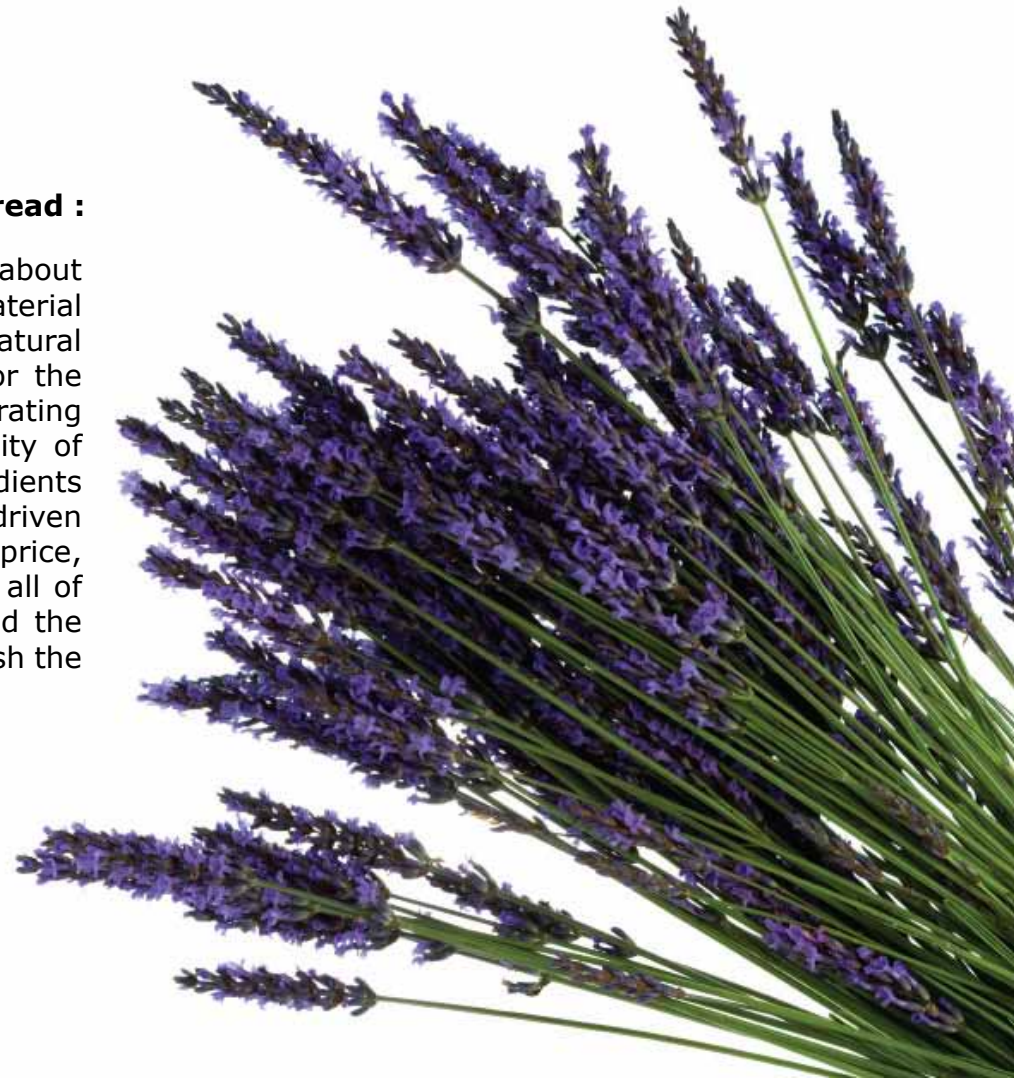 read :
about
aterial
atural
or the
rating
ity of
dients
driven
price,
all of
d the
sh the